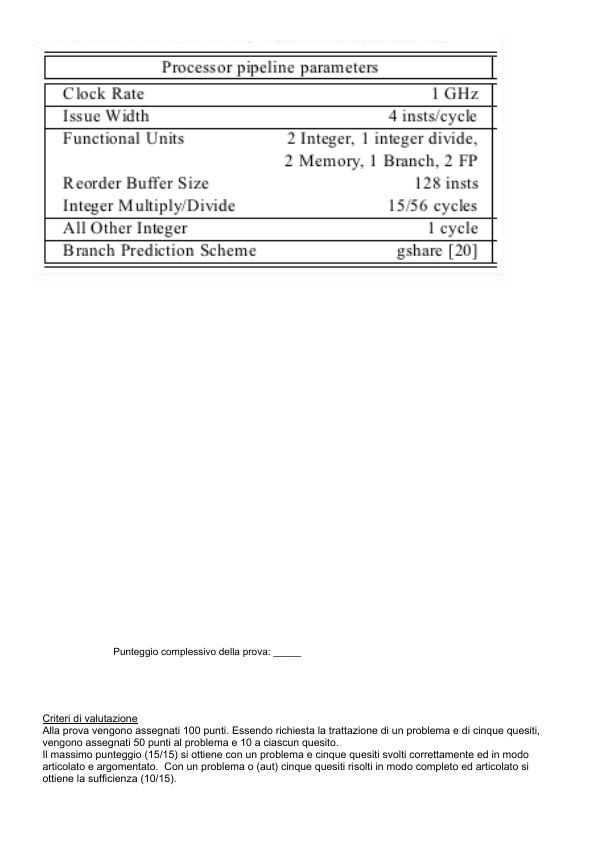 Processor pipeline parameters
Clock Rate 1 GHz
Issue Width 4 insts/cycle
Functional Units 2 Integer, 1 integer divide,
2 Memory, 1 Branch, 2 FP
Reorder Buffer Size 128 insts
Integer Multiply/Divide 15/56 cycles
All Other Integer 1 cycle
Branch Prediction Scheme gshare [20]
Punteggio complessivo della prova: _____
Criteri di valutazione
Alla prova vengono assegnati 100 punti. Essendo richiesta la trattazione di un problema e di cinque quesiti,
vengono assegnati 50 punti al problema e 10 a ciascun quesito.
Il massimo punteggio (15/15) si ottiene con un problema e cinque quesiti svolti correttamente ed in modo
articolato e argomentato. Con un problema o (aut) cinque quesiti risolti in modo completo ed articolato si
ottiene la sufficienza (10/15).